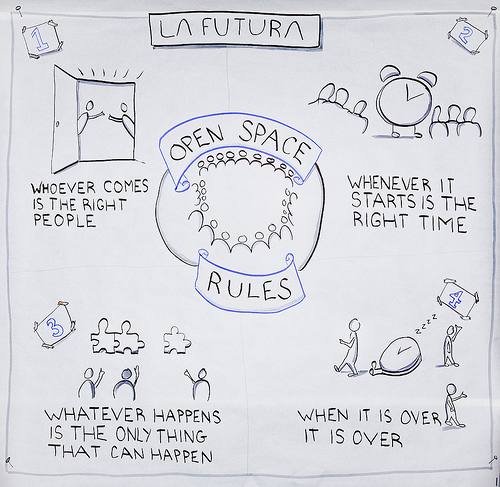 LA FUTURA
1
2
OPEN SPACE
RULES
WHOEVER COMES
IS THE RIGHT
PEOPLE
WHENEVER IT
STARTS IS THE
RIGHT TIME
3
WHATEVER HAPPENS
IS THE ONLY THING
THAT CAN HAPPEN
4
zzzz
WHEN IT IS OVER
IT IS OVER